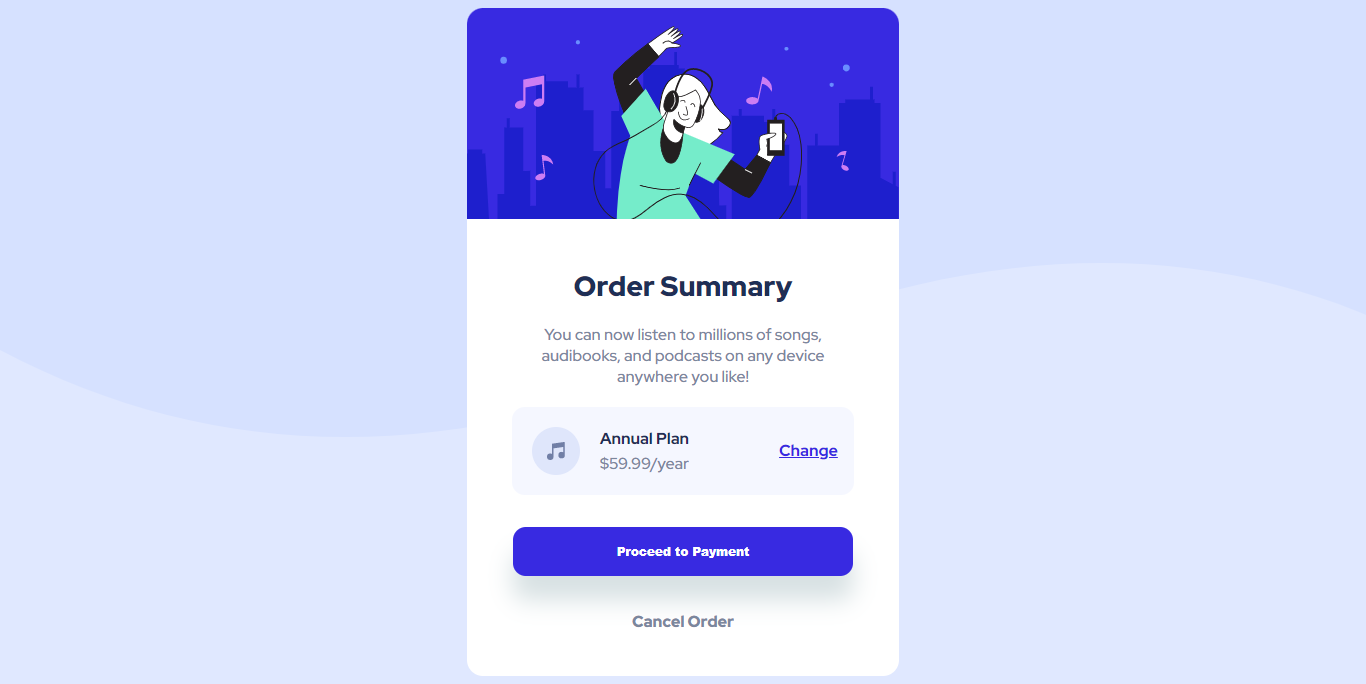 Order Summary
You can now listen to millions of songs,
audibooks, and podcasts on any device
anywhere you like!
Annual Plan
$59.99/year
Change
Proceed to Payment
Cancel Order